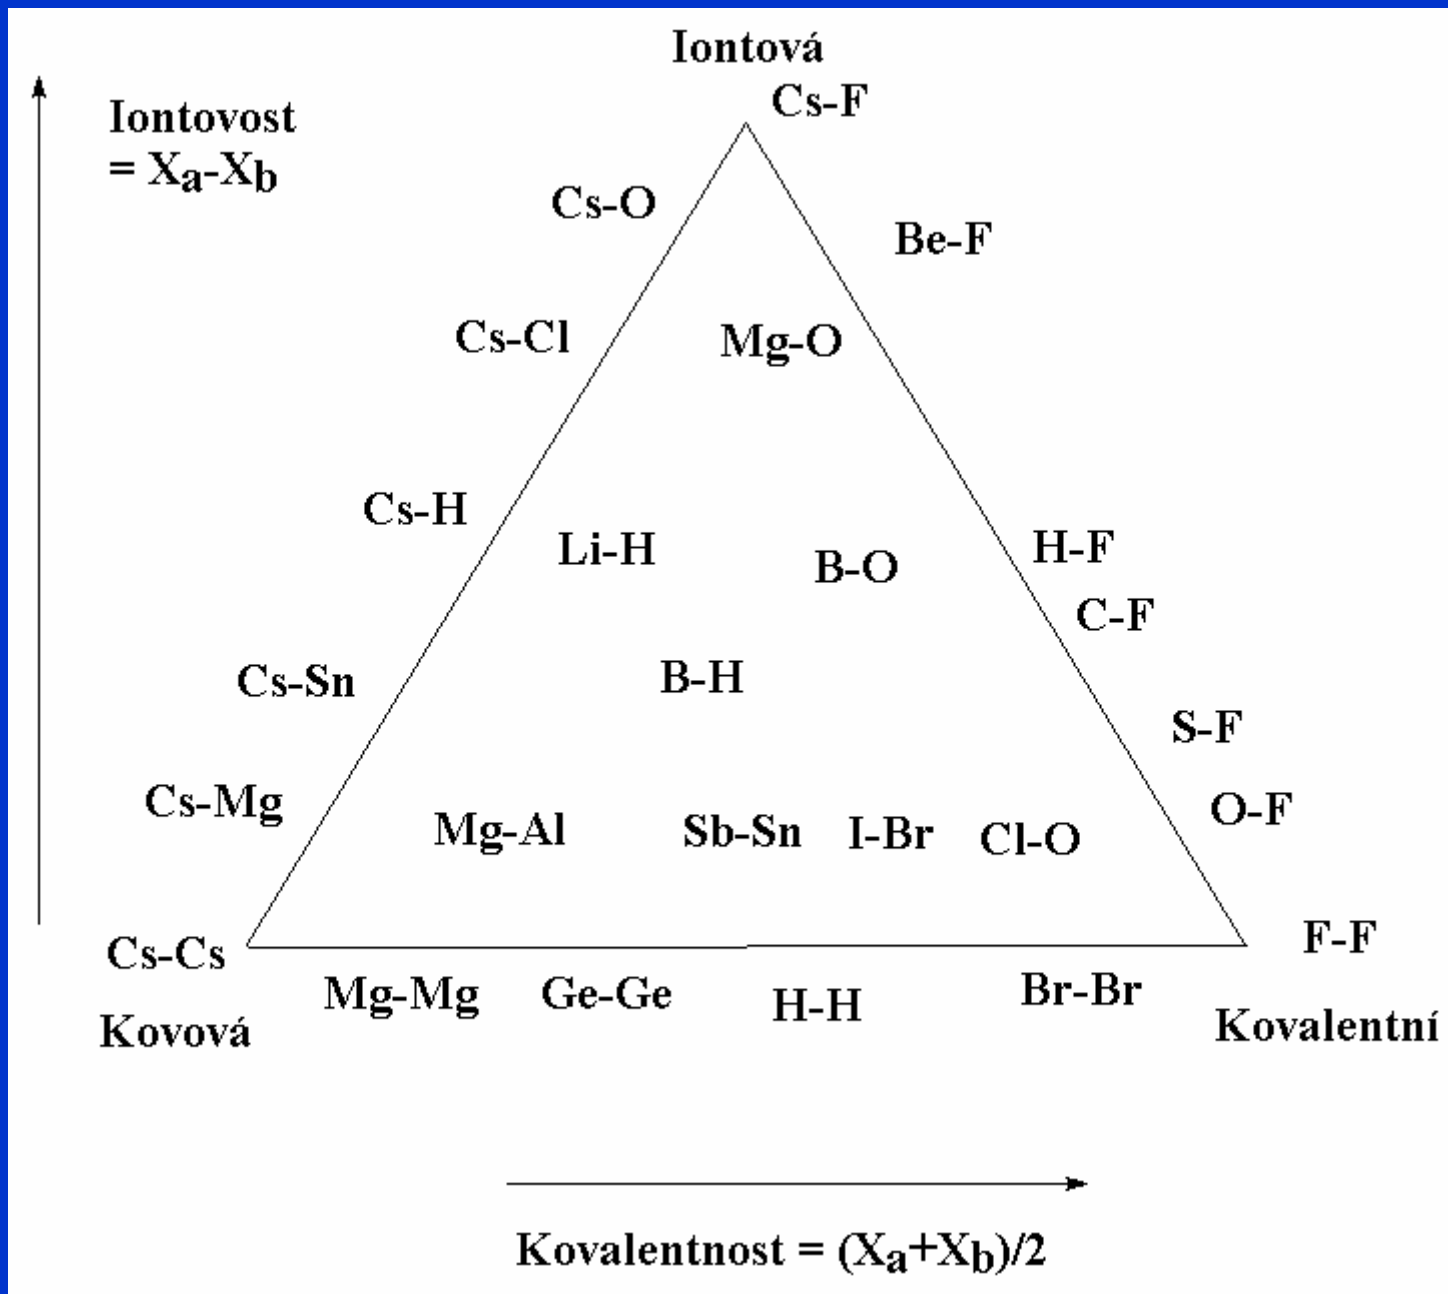 Iontová
Cs-F
Iontovost
= Xa-Xb
Cs-O
Be-F
Cs-Cl
Mg-O
Cs-H
Li-H
B-O
H-F
C-F
Cs-Sn
B-H
S-F
Cs-Mg
Mg-Al
Sb-Sn
I-Br
Cl-O
O-F
Cs-Cs
F-F
Mg-Mg
Ge-Ge
H-H
Br-Br
Kovová
Kovalentní
Kovalentnost = (Xa+Xb)/2